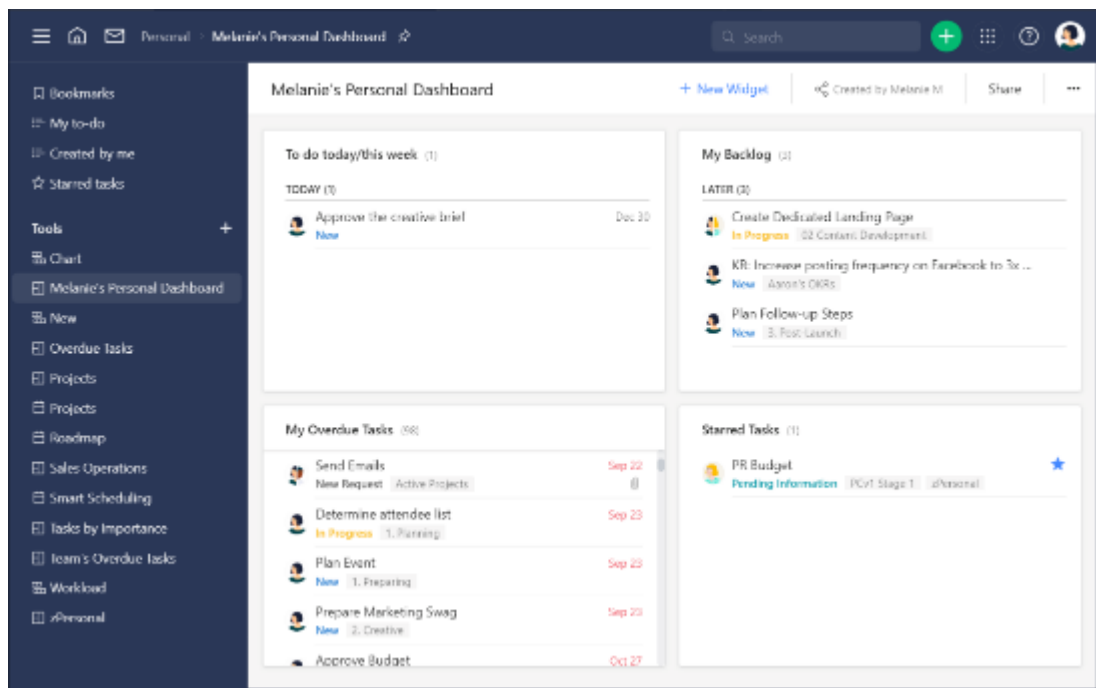 Personal > Melanie's Personal Dashboard
Search
Bookmarks
My to-do
Created by me
Starred tasks
Tools +
Chart
Melanie's Personal Dashboard
New
Overdue Tasks
Projects
Projects
Roadmap
Sales Operations
Smart Scheduling
Tasks by Importance
Team's Overdue Tasks
Workload
zPersonal
Melanie's Personal Dashboard
+ New Widget
Created by Melanie M
Share
To do today/this week (1)
TODAY (1)
Approve the creative brief Dec 30
New
My Backlog (3)
LATER (3)
Create Dedicated Landing Page
In Progress 02 Content Development
KR: Increase posting frequency on Facebook to 3x ...
New Aaron's OKRs
Plan Follow-up Steps
New 3. Post-Launch
My Overdue Tasks (98)
Send Emails Sep 22
New Request Active Projects
Determine attendee list Sep 23
In Progress 1. Planning
Plan Event Sep 23
New 1. Preparing
Prepare Marketing Swag Sep 23
New 2. Creative
Approve Budget Oct 27
Starred Tasks (1)
PR Budget
Pending Information PCv1 Stage 1 zPersonal